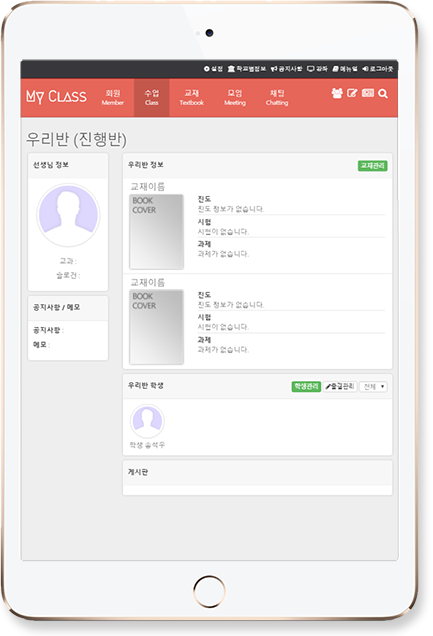 설정 학교별정보 공지사항 강좌 매뉴얼 로그아웃
My Class
회원 수업 교재 모임 채팅
Member Class Textbook Meeting Chatting
우리반 (진행반)
선생님 정보
교과 :
슬로건 :
공지사항 / 메모
공지사항 :
메모 :
우리반 정보 교재관리
교재이름
BOOK
COVER
진도
진도 정보가 없습니다.
시험
시험이 없습니다.
과제
과제가 없습니다.
교재이름
BOOK
COVER
진도
진도 정보가 없습니다.
시험
시험이 없습니다.
과제
과제가 없습니다.
우리반 학생 학생관리 출결관리 전체
학생 송석우
게시판